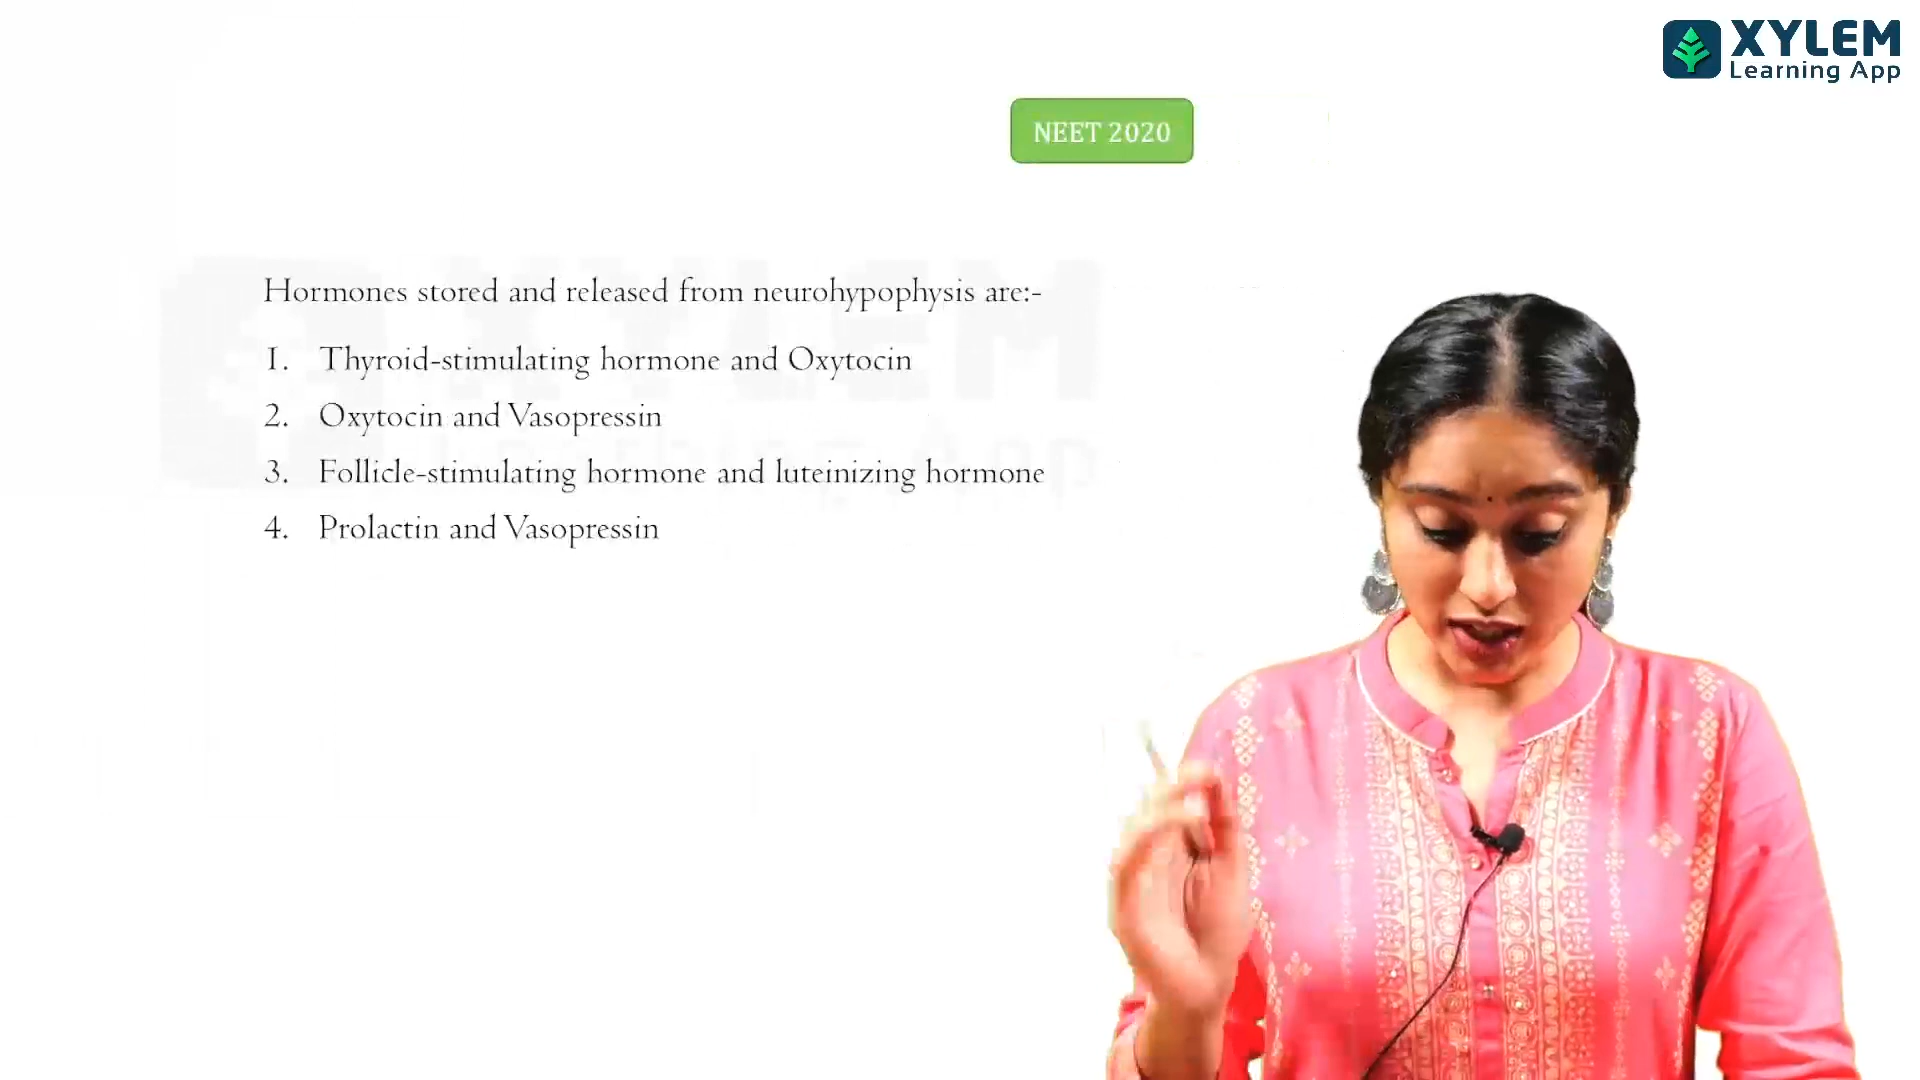 XYLEM
Learning App
NEET 2020
Hormones stored and released from neurohypophysis are:-
1. Thyroid-stimulating hormone and Oxytocin
2. Oxytocin and Vasopressin
3. Follicle-stimulating hormone and luteinizing hormone
4. Prolactin and Vasopressin